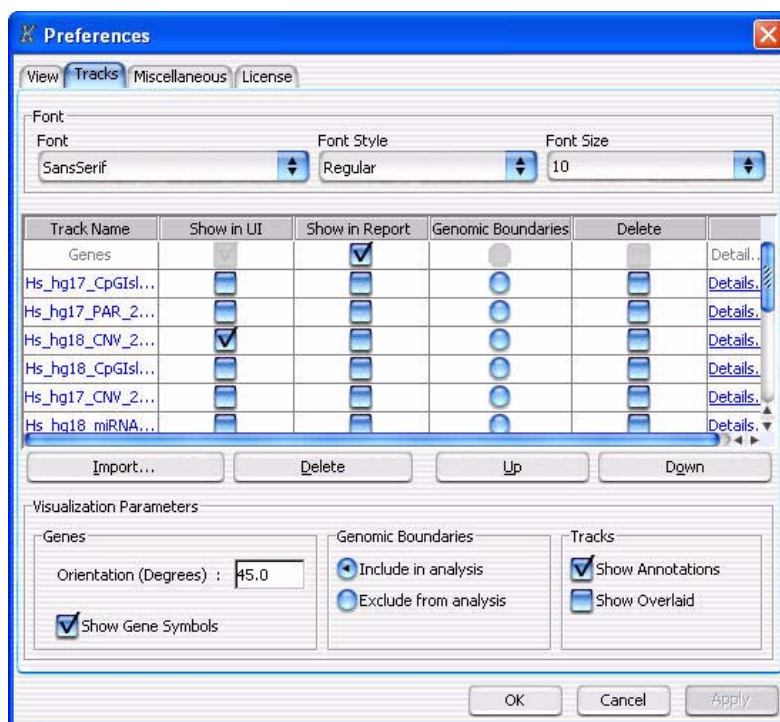 Preferences
View Tracks Miscellaneous License
Font
Font Font Style Font Size
SansSerif Regular 10
Track Name Show in UI Show in Report Genomic Boundaries Delete
Genes Detail..
Hs_hg17_CpGIsl... Details.
Hs_hg17_PAR_2... Details.
Hs_hg18_CNV_2... Details.
Hs_hg18_CpGIsl... Details.
Hs_hg17_CNV_2... Details.
Hs_hg18_miRNA... Details.
Import... Delete Up Down
Visualization Parameters
Genes Genomic Boundaries Tracks
Orientation (Degrees) : 45.0 Include in analysis Show Annotations
Exclude from analysis Show Overlaid
Show Gene Symbols
OK Cancel Apply